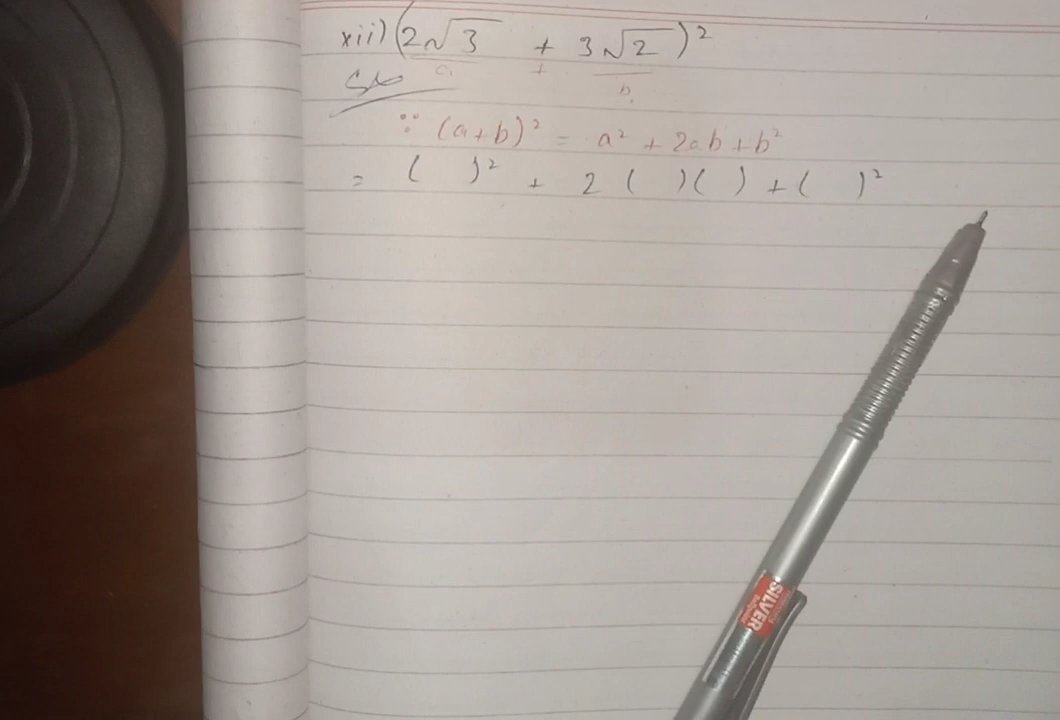 xii) (2√3 + 3√2)²
a + b
Sol
∵ (a+b)² = a² + 2ab + b²
= ( )² + 2 ( )( ) + ( )²
SILVER